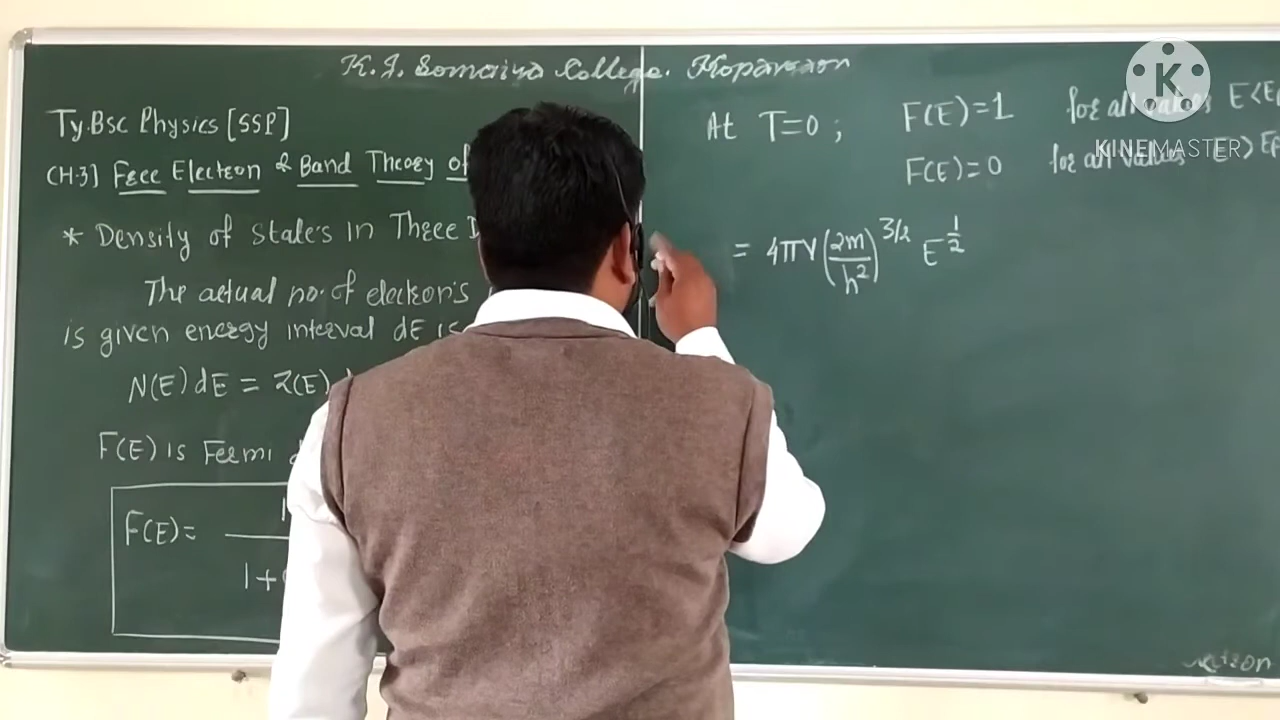 K. J. Somaiya College. Kopargaon
Ty.Bsc Physics [SSP]
CH-3] Free Electron & Band Theory of
* Density of states in Three D
The actual no. of electron's
is given energy interval dE is
N(E) dE = Z(E)
F(E) is Fermi
F(E) =
1+
At T=0 ; F(E)=1 for all values E<EF
F(E)=0 for all values E>EF
= 4πV (2m/h²)^3/2 E^1/2
K
KINEMASTER